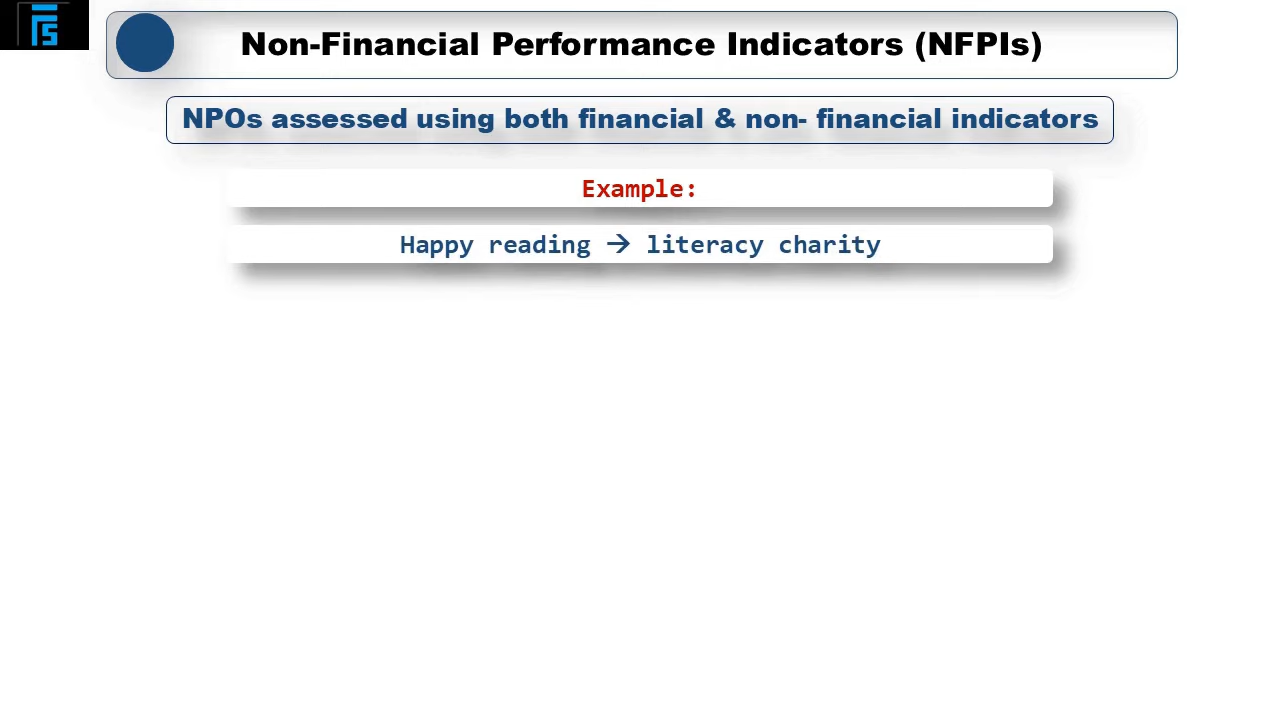 Non-Financial Performance Indicators (NFPIs)
NPOs assessed using both financial & non- financial indicators
Example:
Happy reading → literacy charity